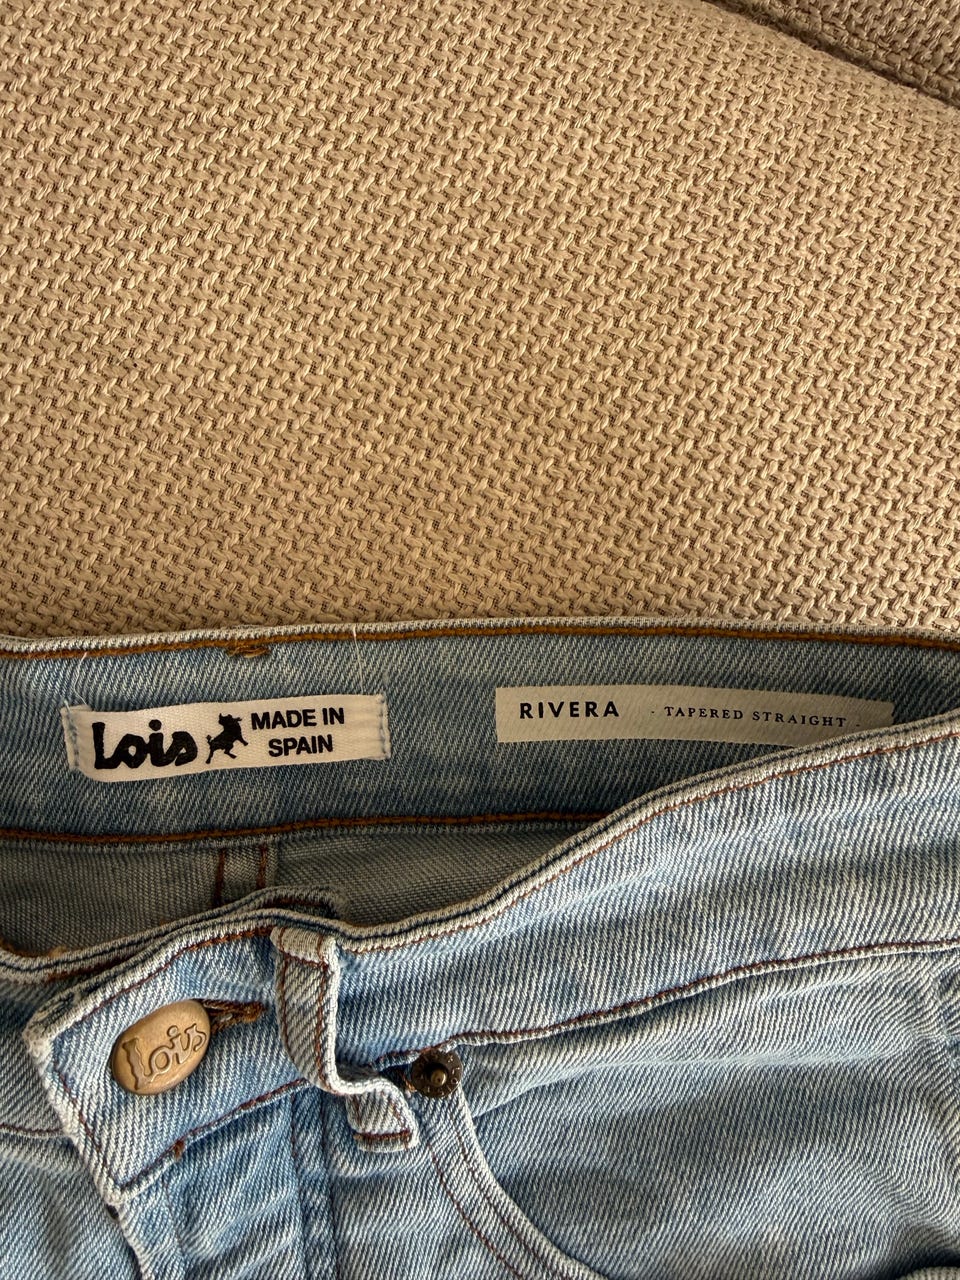 Lois MADE IN
SPAIN
RIVERA - TAPERED STRAIGHT -
Lois